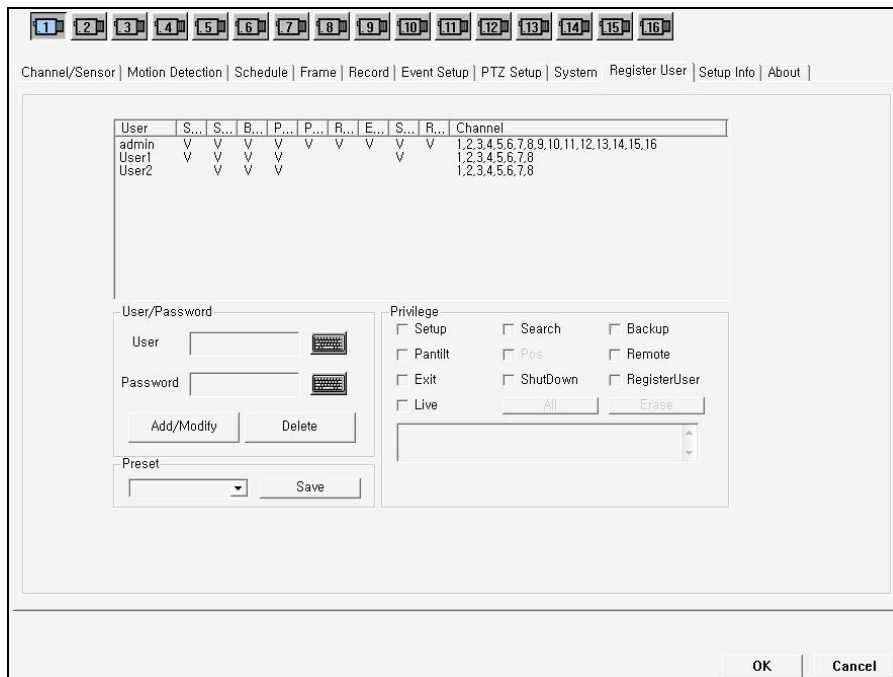 1 2 3 4 5 6 7 8 9 10 11 12 13 14 15 16
Channel/Sensor | Motion Detection | Schedule | Frame | Record | Event Setup | PTZ Setup | System | Register User | Setup Info | About |
User S... S... B... P... P... R... E... S... R... Channel
admin V V V V V V V V V 1,2,3,4,5,6,7,8,9,10,11,12,13,14,15,16
User1 V V V V V 1,2,3,4,5,6,7,8
User2 V V V 1,2,3,4,5,6,7,8
User/Password
User
Password
Add/Modify Delete
Preset
Save
Privilege
Setup Search Backup
Pantilt Pos Remote
Exit ShutDown RegisterUser
Live All Erase
OK Cancel